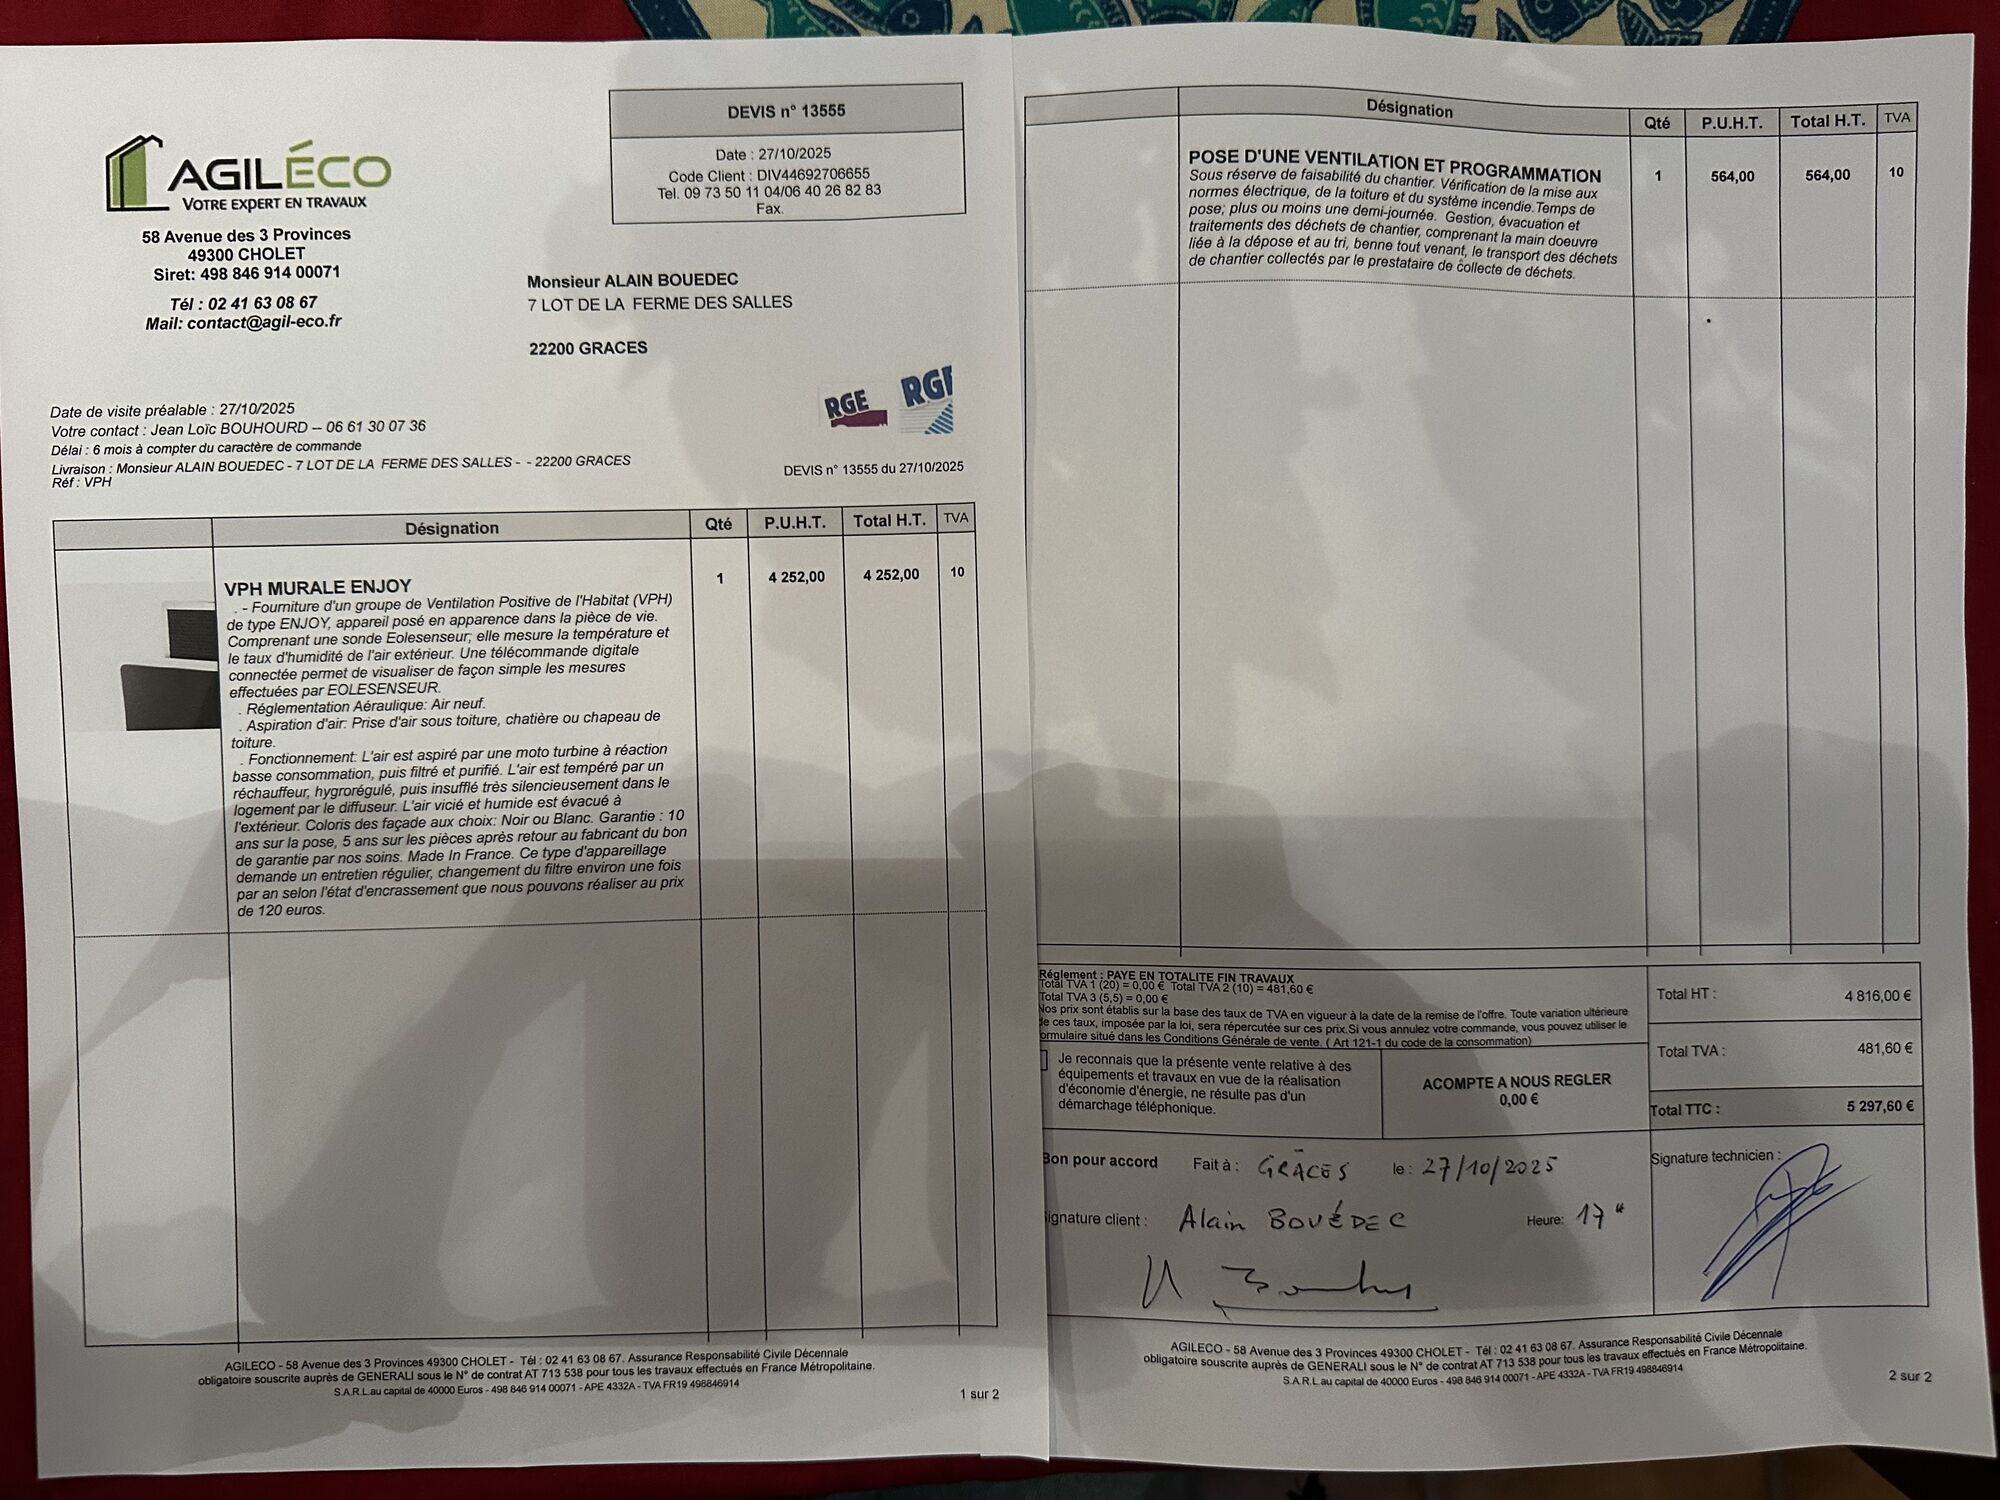 AGILÉCO
VOTRE EXPERT EN TRAVAUX
58 Avenue des 3 Provinces
49300 CHOLET
Siret: 498 846 914 00071
Tél : 02 41 63 08 67
Mail: contact@agil-eco.fr
DEVIS n° 13555
Date : 27/10/2025
Code Client : DIV44692706655
Tel. 09 73 50 11 04/06 40 26 82 83
Fax.
Monsieur ALAIN BOUEDEC
7 LOT DE LA FERME DES SALLES
22200 GRACES
RGE RGE
Date de visite préalable : 27/10/2025
Votre contact : Jean Loïc BOUHOURD – 06 61 30 07 36
Délai : 6 mois à compter du caractère de commande
Livraison : Monsieur ALAIN BOUEDEC - 7 LOT DE LA FERME DES SALLES - - 22200 GRACES
Réf : VPH
DEVIS n° 13555 du 27/10/2025
Désignation Qté P.U.H.T. Total H.T. TVA
VPH MURALE ENJOY 1 4 252,00 4 252,00 10
. - Fourniture d'un groupe de Ventilation Positive de l'Habitat (VPH)
de type ENJOY, appareil posé en apparence dans la pièce de vie.
Comprenant une sonde Eolesenseur; elle mesure la température et
le taux d'humidité de l'air extérieur. Une télécommande digitale
connectée permet de visualiser de façon simple les mesures
effectuées par EOLESENSEUR.
. Réglementation Aéraulique: Air neuf.
. Aspiration d'air: Prise d'air sous toiture, chatière ou chapeau de
toiture.
. Fonctionnement: L'air est aspiré par une moto turbine à réaction
basse consommation, puis filtré et purifié. L'air est tempéré par un
réchauffeur, hygrorégulé, puis insufflé très silencieusement dans le
logement par le diffuseur. L'air vicié et humide est évacué à
l'extérieur. Coloris des façade aux choix: Noir ou Blanc. Garantie : 10
ans sur la pose, 5 ans sur les pièces après retour au fabricant du bon
de garantie par nos soins. Made In France. Ce type d'appareillage
demande un entretien régulier, changement du filtre environ une fois
par an selon l'état d'encrassement que nous pouvons réaliser au prix
de 120 euros.
AGILECO - 58 Avenue des 3 Provinces 49300 CHOLET - Tél : 02 41 63 08 67. Assurance Responsabilité Civile Décennale
obligatoire souscrite auprès de GENERALI sous le N° de contrat AT 713 538 pour tous les travaux effectués en France Métropolitaine.
S.A.R.L.au capital de 40000 Euros - 498 846 914 00071 - APE 4332A - TVA FR19 498846914
1 sur 2
Désignation Qté P.U.H.T. Total H.T. TVA
POSE D'UNE VENTILATION ET PROGRAMMATION 1 564,00 564,00 10
Sous réserve de faisabilité du chantier. Vérification de la mise aux
normes électrique, de la toiture et du système incendie.Temps de
pose; plus ou moins une demi-journée. Gestion, évacuation et
traitements des déchets de chantier, comprenant la main doeuvre
liée à la dépose et au tri, benne tout venant, le transport des déchets
de chantier collectés par le prestataire de collecte de déchets.
Réglement : PAYE EN TOTALITE FIN TRAVAUX
Total TVA 1 (20) = 0,00 € Total TVA 2 (10) = 481,60 €
Total TVA 3 (5,5) = 0,00 €
Nos prix sont établis sur la base des taux de TVA en vigueur à la date de la remise de l'offre. Toute variation ultérieure
de ces taux, imposée par la loi, sera répercutée sur ces prix.Si vous annulez votre commande, vous pouvez utiliser le
ormulaire situé dans les Conditions Générale de vente. ( Art 121-1 du code de la consommation)
Total HT : 4 816,00 €
Total TVA : 481,60 €
Total TTC : 5 297,60 €
Je reconnais que la présente vente relative à des
équipements et travaux en vue de la réalisation
d'économie d'énergie, ne résulte pas d'un
démarchage téléphonique.
ACOMPTE A NOUS REGLER
0,00 €
Bon pour accord Fait à : GRÂCES le : 27/10/2025
ignature client : Alain BOUÉDEC Heure: 17H
Signature technicien :
AGILECO - 58 Avenue des 3 Provinces 49300 CHOLET - Tél : 02 41 63 08 67. Assurance Responsabilité Civile Décennale
obligatoire souscrite auprès de GENERALI sous le N° de contrat AT 713 538 pour tous les travaux effectués en France Métropolitaine.
S.A.R.L.au capital de 40000 Euros - 498 846 914 00071 - APE 4332A - TVA FR19 498846914
2 sur 2